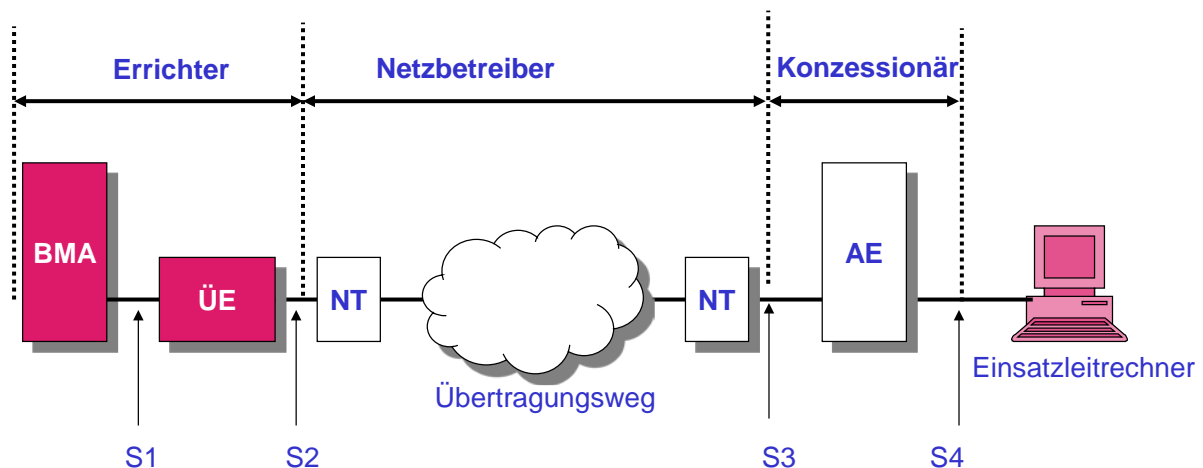 Errichter
Netzbetreiber
Konzessionär
BMA
ÜE
NT
NT
AE
Übertragungsweg
Einsatzleitrechner
S1
S2
S3
S4